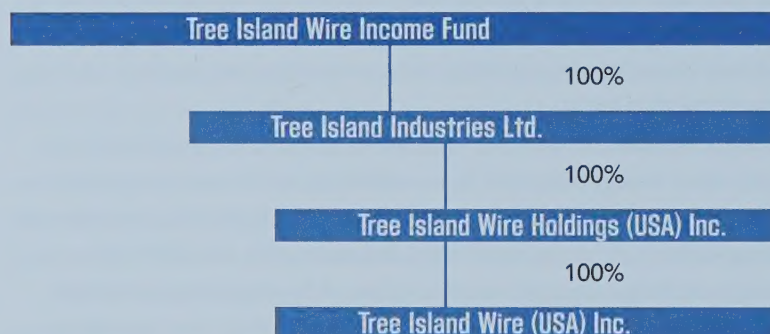 Tree Island Wire Income Fund
100%
Tree Island Industries Ltd.
100%
Tree Island Wire Holdings (USA) Inc.
100%
Tree Island Wire (USA) Inc.